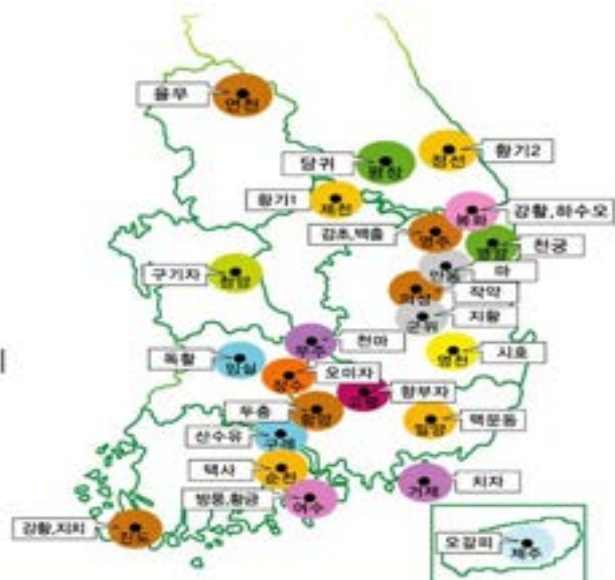 율무
연천
당귀
평창
정선
황기2
황기1
제천
봉화
강활,하수오
감초,백출
영주
영양
천궁
안동
마
구기자
청양
의성
작약
군위
지황
무주
천마
독활
임실
오미자
장수
영천
시호
고령
향부자
두충
함양
밀양
맥문동
산수유
구례
택사
순천
거제
치자
방풍,황금
여수
강황,지치
진도
오갈피
제주